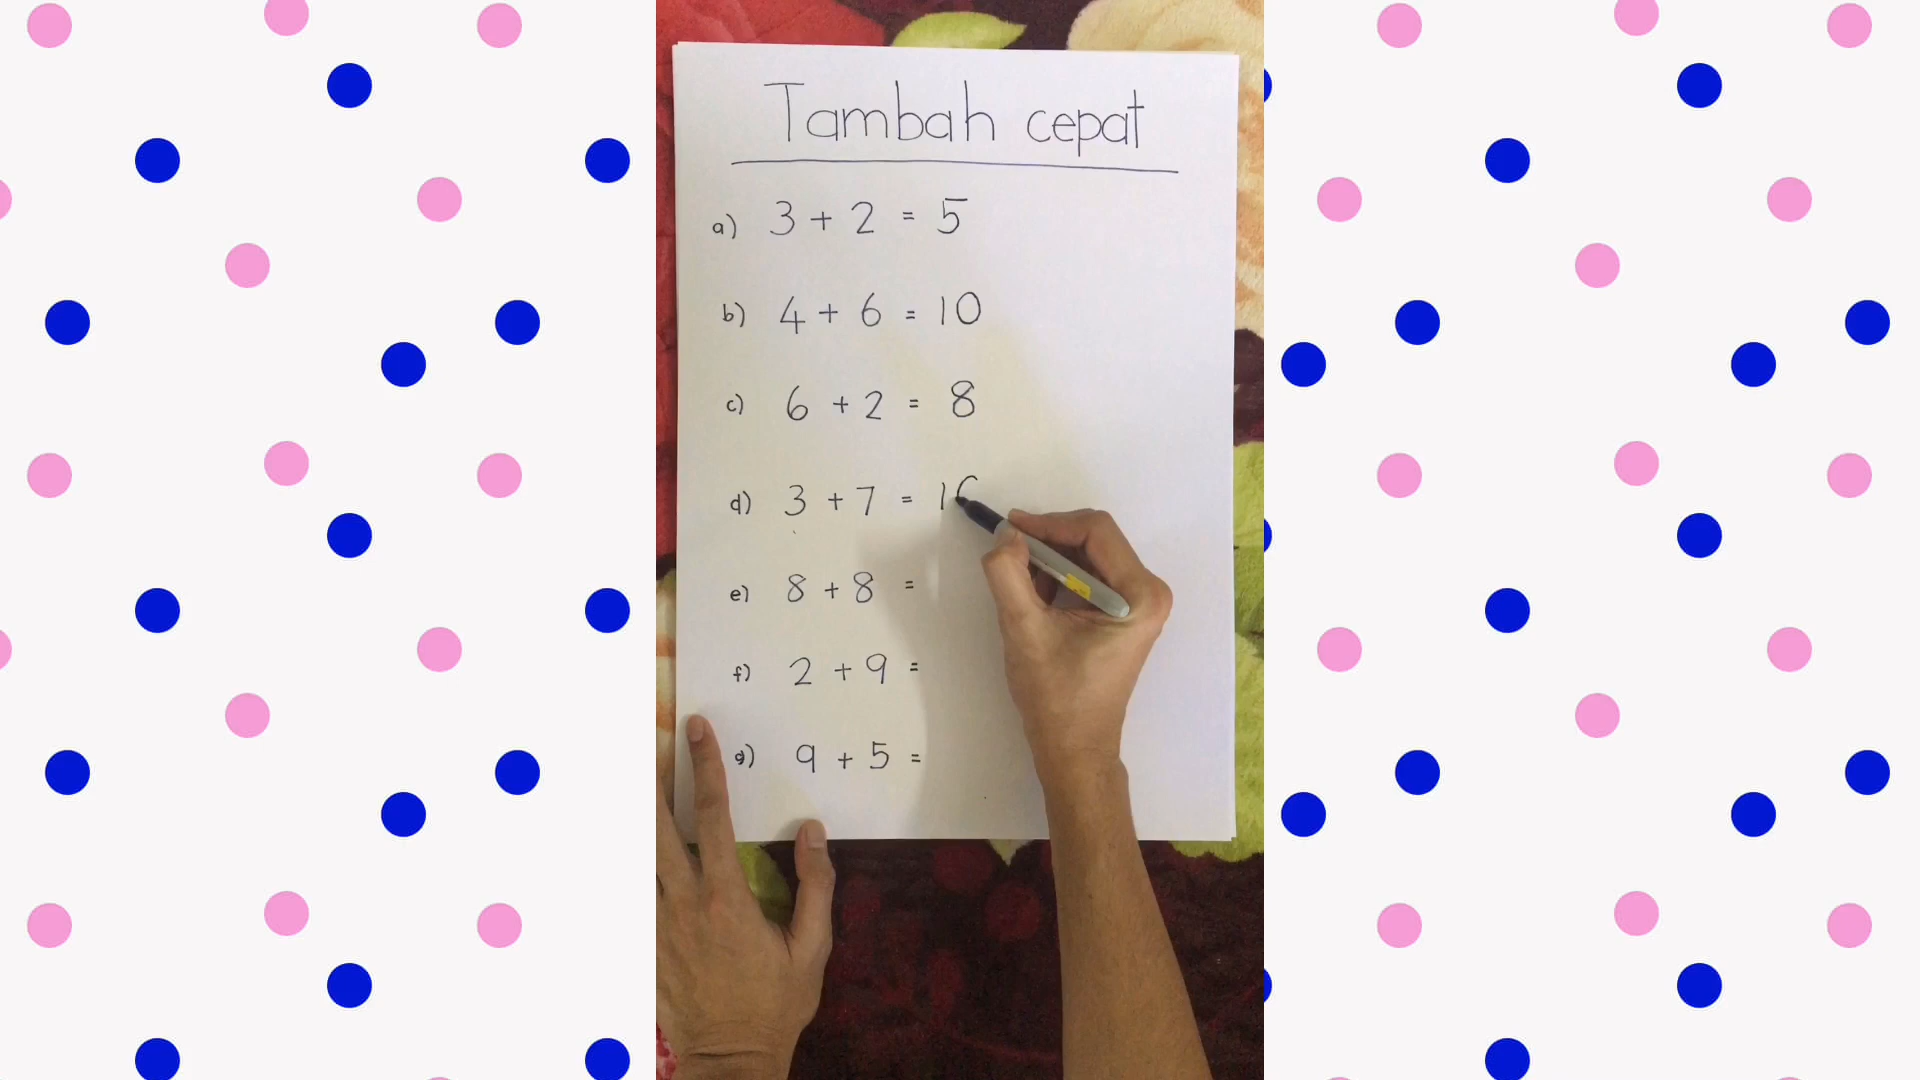 Tambah cepat
a) 3 + 2 = 5
b) 4 + 6 = 10
c) 6 + 2 = 8
d) 3 + 7 = 1
e) 8 + 8 =
f) 2 + 9 =
g) 9 + 5 =